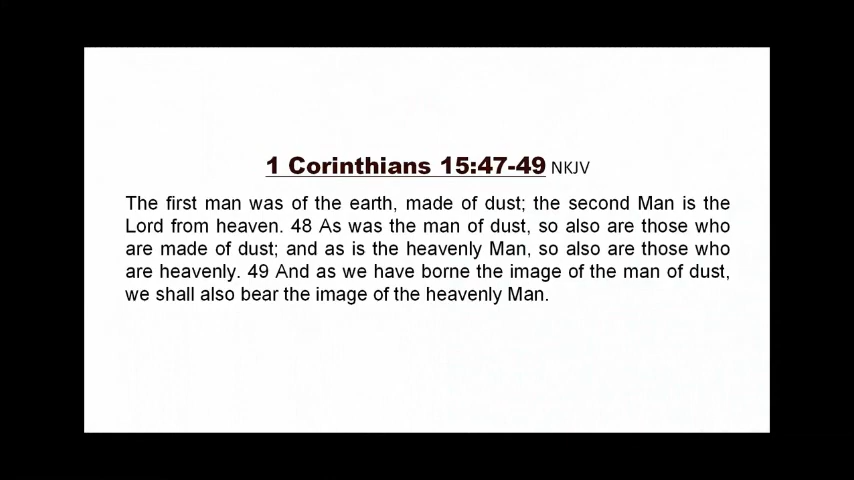 1 Corinthians 15:47-49 NKJV
The first man was of the earth, made of dust; the second Man is the
Lord from heaven. 48 As was the man of dust, so also are those who
are made of dust; and as is the heavenly Man, so also are those who
are heavenly. 49 And as we have borne the image of the man of dust,
we shall also bear the image of the heavenly Man.